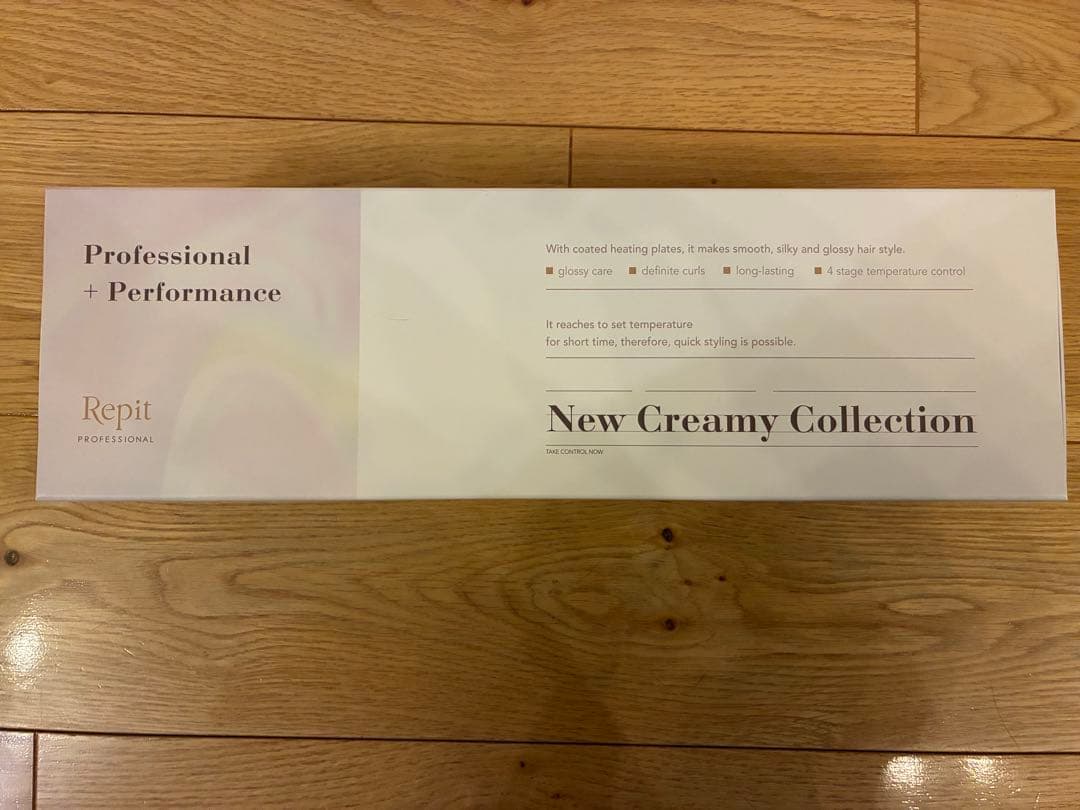 Professional
+ Performance
Repit
PROFESSIONAL
With coated heating plates, it makes smooth, silky and glossy hair style.
glossy care definite curls long-lasting 4 stage temperature control
It reaches to set temperature
for short time, therefore, quick styling is possible.
New Creamy Collection
TAKE CONTROL NOW